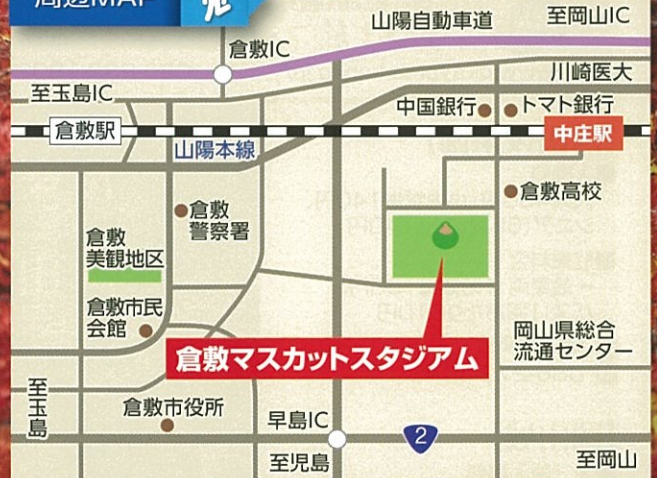 周辺MAP
山陽自動車道
至岡山IC
倉敷IC
川崎医大
至玉島IC
中国銀行
トマト銀行
倉敷駅
中庄駅
山陽本線
倉敷高校
倉敷
警察署
倉敷
美観地区
倉敷市民
会館
岡山県総合
流通センター
倉敷マスカットスタジアム
至玉島
倉敷市役所
早島IC
2
至児島
至岡山